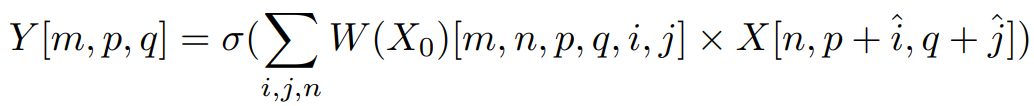 Y[m, p, q] = σ(∑_{i,j,n} W(X_0)[m, n, p, q, i, j] × X[n, p + î, q + ĵ])